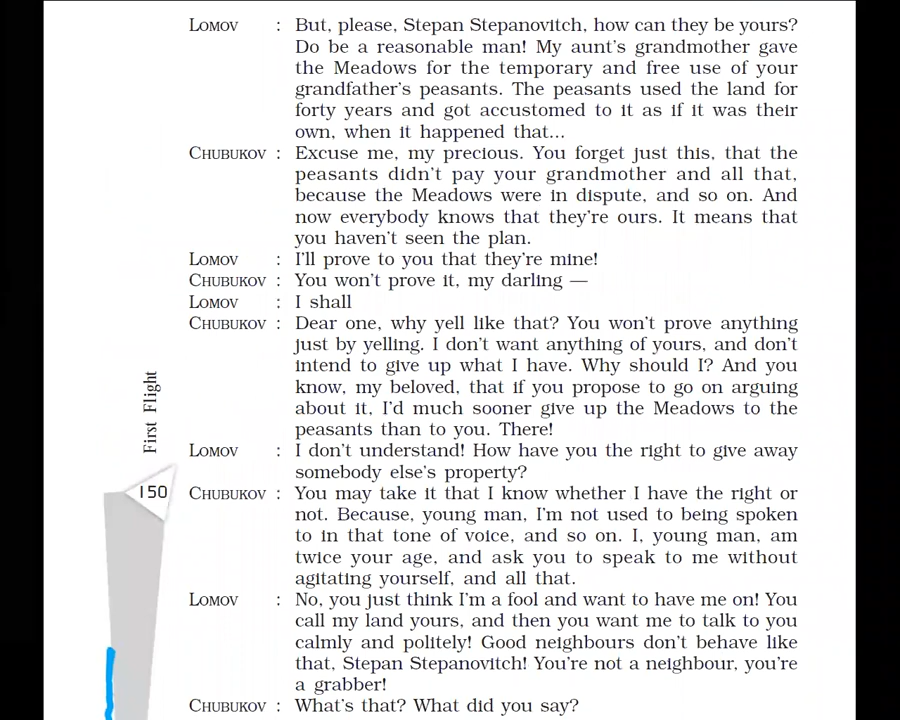 LOMOV : But, please, Stepan Stepanovitch, how can they be yours?
Do be a reasonable man! My aunt's grandmother gave
the Meadows for the temporary and free use of your
grandfather's peasants. The peasants used the land for
forty years and got accustomed to it as if it was their
own, when it happened that...
CHUBUKOV : Excuse me, my precious. You forget just this, that the
peasants didn't pay your grandmother and all that,
because the Meadows were in dispute, and so on. And
now everybody knows that they're ours. It means that
you haven't seen the plan.
LOMOV : I'll prove to you that they're mine!
CHUBUKOV : You won't prove it, my darling —
LOMOV : I shall
CHUBUKOV : Dear one, why yell like that? You won't prove anything
just by yelling. I don't want anything of yours, and don't
intend to give up what I have. Why should I? And you
know, my beloved, that if you propose to go on arguing
about it, I'd much sooner give up the Meadows to the
peasants than to you. There!
LOMOV : I don't understand! How have you the right to give away
somebody else's property?
CHUBUKOV : You may take it that I know whether I have the right or
not. Because, young man, I'm not used to being spoken
to in that tone of voice, and so on. I, young man, am
twice your age, and ask you to speak to me without
agitating yourself, and all that.
LOMOV : No, you just think I'm a fool and want to have me on! You
call my land yours, and then you want me to talk to you
calmly and politely! Good neighbours don't behave like
that, Stepan Stepanovitch! You're not a neighbour, you're
a grabber!
CHUBUKOV : What's that? What did you say?
First Flight
150